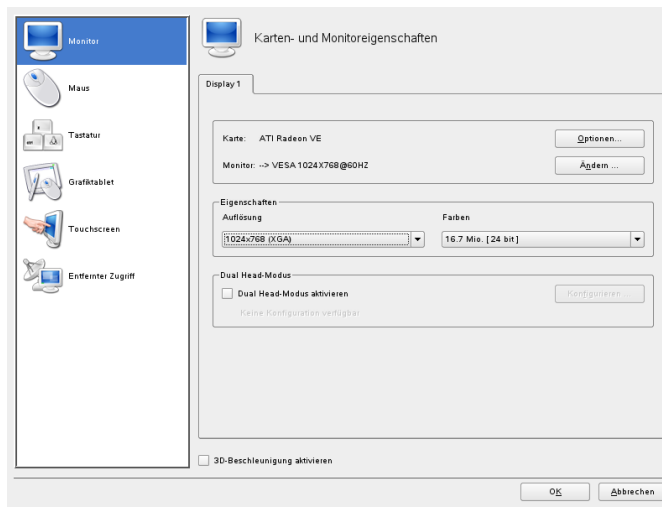 Monitor
Maus
Tastatur
Grafiktablet
Touchscreen
Entfernter Zugriff
Karten- und Monitoreigenschaften
Display 1
Karte: ATI Radeon VE
Optionen...
Monitor: --> VESA 1024X768@60HZ
Ändern ...
Eigenschaften
Auflösung
Farben
1024x768 (XGA)
16.7 Mio. [ 24 bit ]
Dual Head-Modus
Dual Head-Modus aktivieren
Konfigurieren ...
Keine Konfiguration verfügbar
3D-Beschleunigung aktivieren
OK
Abbrechen